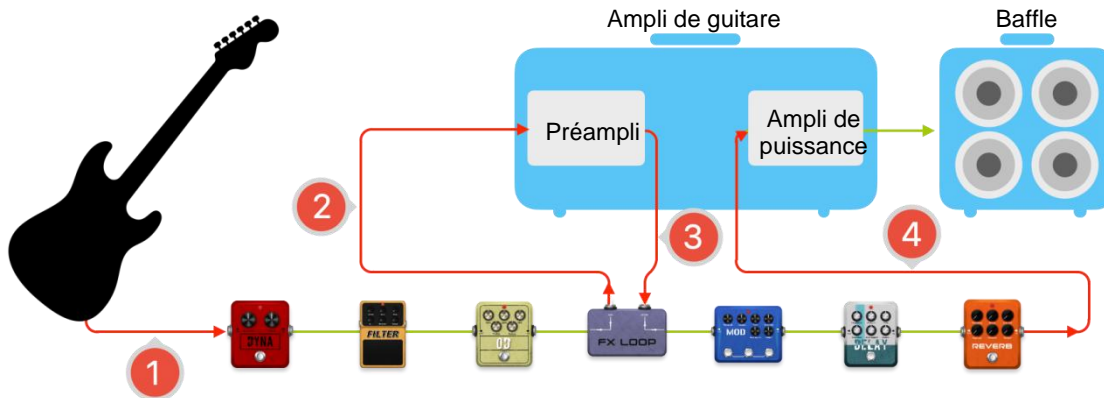 Ampli de guitare
Baffle
Préampli
Ampli de
puissance
2
3
4
1
DYNA
FILTER
OD
FX LOOP
MOD
DELAY
REVERB